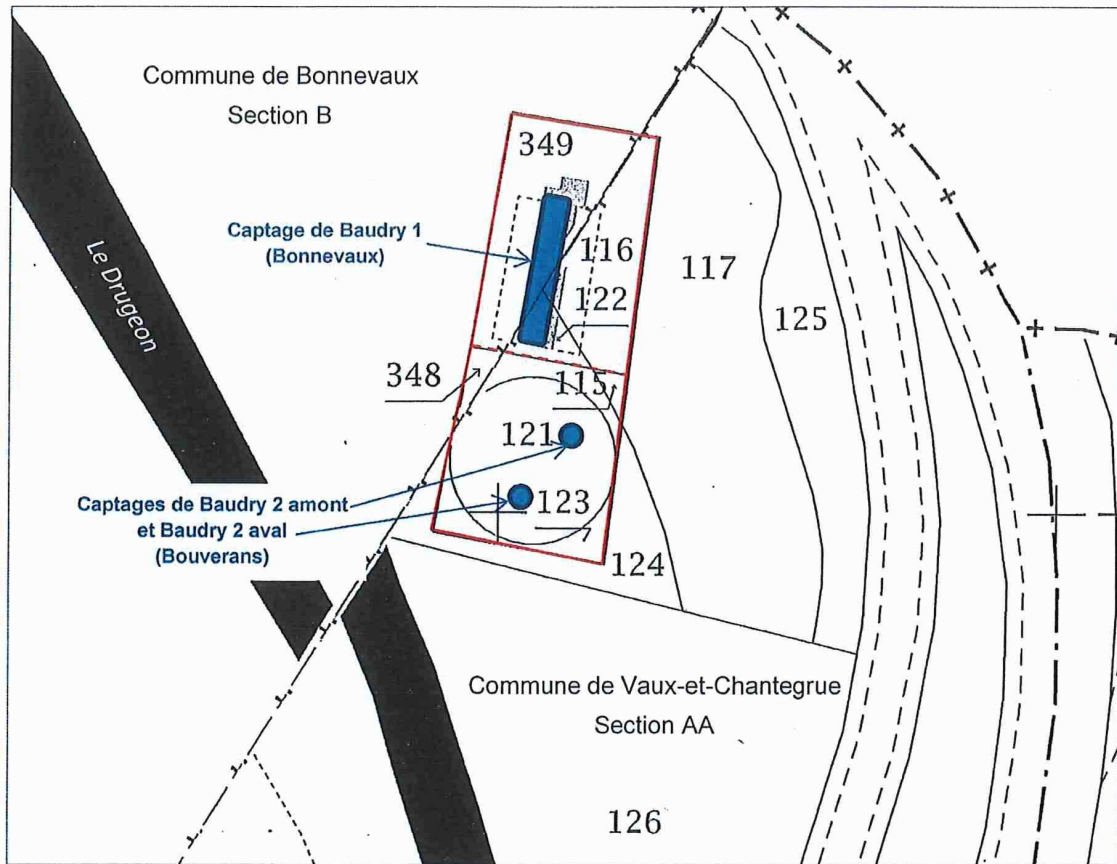 Commune de Bonnevaux
Section B
349
Captage de Baudry 1
(Bonnevaux)
116
117
122
125
Le Drugeon
348
115
121
Captages de Baudry 2 amont
et Baudry 2 aval
(Bouverans)
123
124
Commune de Vaux-et-Chantegrue
Section AA
126